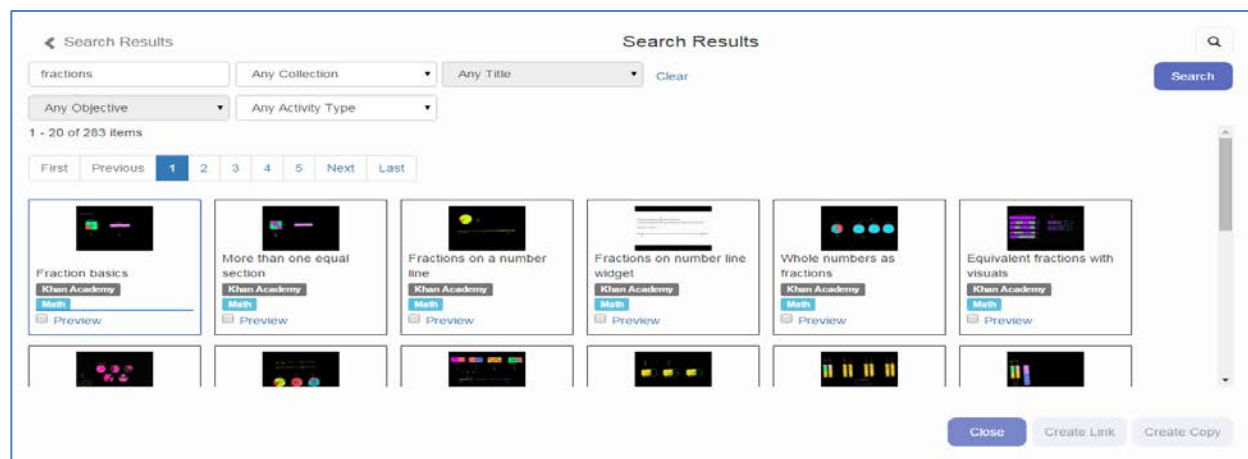 Search Results Search Results
fractions Any Collection Any Title Clear Search
Any Objective Any Activity Type
1 - 20 of 283 items
First Previous 1 2 3 4 5 Next Last
Fraction basics
Khan Academy
Math
Preview
More than one equal
section
Khan Academy
Math
Preview
Fractions on a number
line
Khan Academy
Math
Preview
Fractions on number line
widget
Khan Academy
Math
Preview
Whole numbers as
fractions
Khan Academy
Math
Preview
Equivalent fractions with
visuals
Khan Academy
Math
Preview
Close Create Link Create Copy